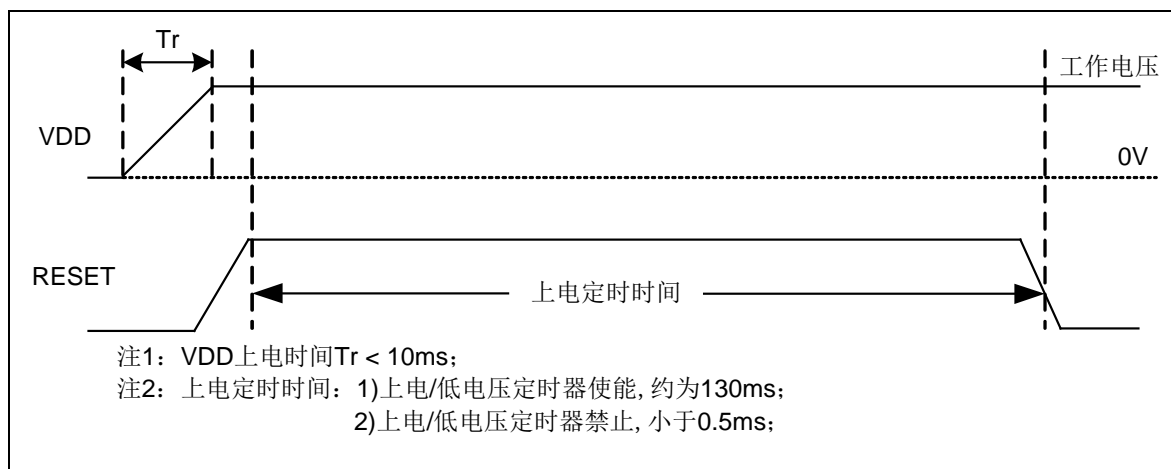 Tr
工作电压
VDD
0V
RESET
上电定时时间
注1：VDD上电时间Tr < 10ms；
注2：上电定时时间：1)上电/低电压定时器使能, 约为130ms；
2)上电/低电压定时器禁止, 小于0.5ms；